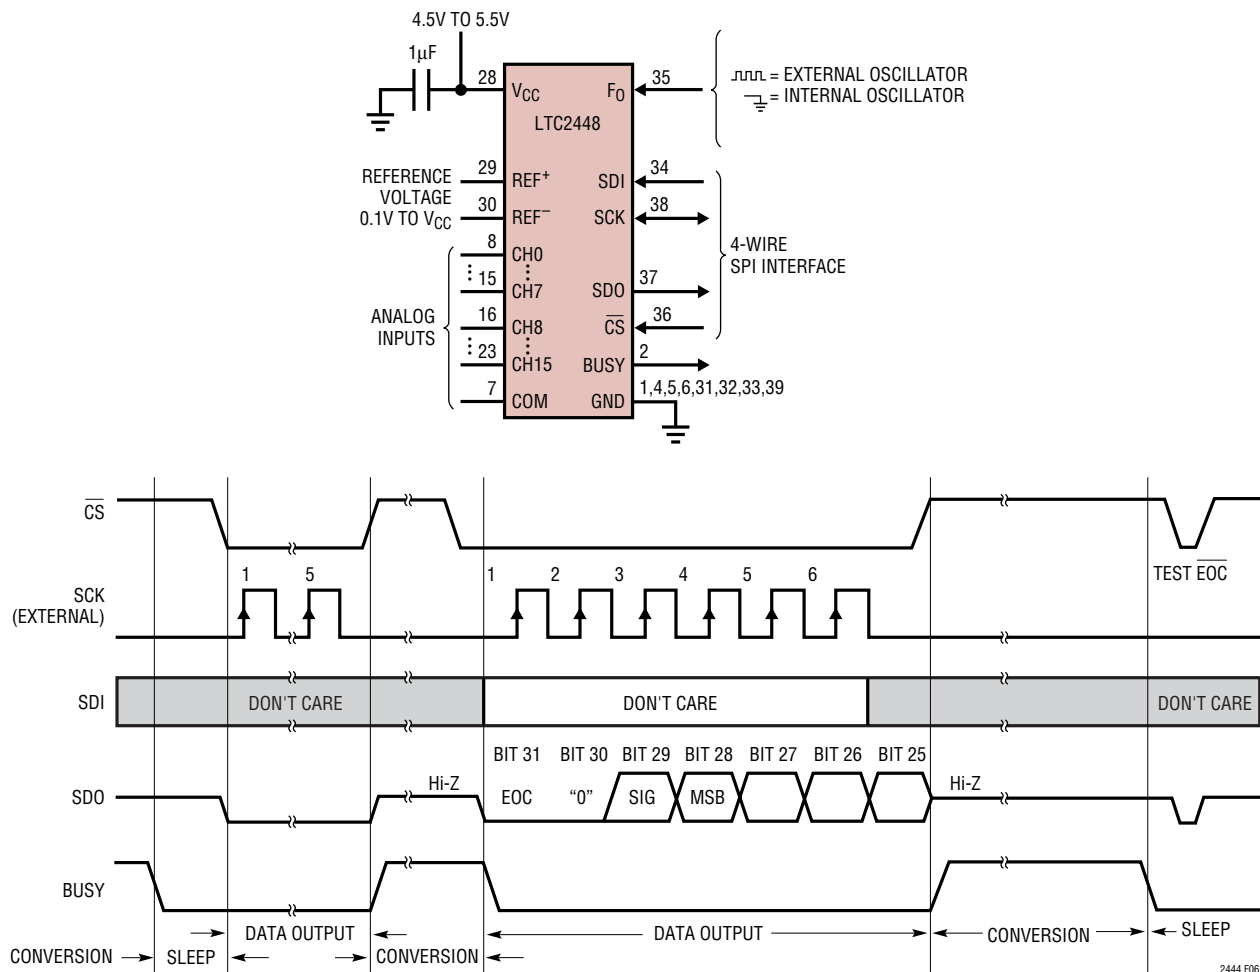 4.5V TO 5.5V
1µF
28
VCC
FO
35
= EXTERNAL OSCILLATOR
= INTERNAL OSCILLATOR
LTC2448
REFERENCE
VOLTAGE
0.1V TO VCC
29
REF+
30
REF–
SDI
34
SCK
38
4-WIRE
SPI INTERFACE
ANALOG
INPUTS
8
CH0
15
CH7
16
CH8
23
CH15
7
COM
SDO
37
CS
36
BUSY
2
GND
1,4,5,6,31,32,33,39
CS
TEST EOC
SCK
(EXTERNAL)
1 5 1 2 3 4 5 6
SDI
DON'T CARE DON'T CARE DON'T CARE
BIT 31 BIT 30 BIT 29 BIT 28 BIT 27 BIT 26 BIT 25
SDO
Hi-Z EOC “0” SIG MSB Hi-Z
BUSY
DATA OUTPUT DATA OUTPUT CONVERSION SLEEP
CONVERSION SLEEP CONVERSION
2444 F06